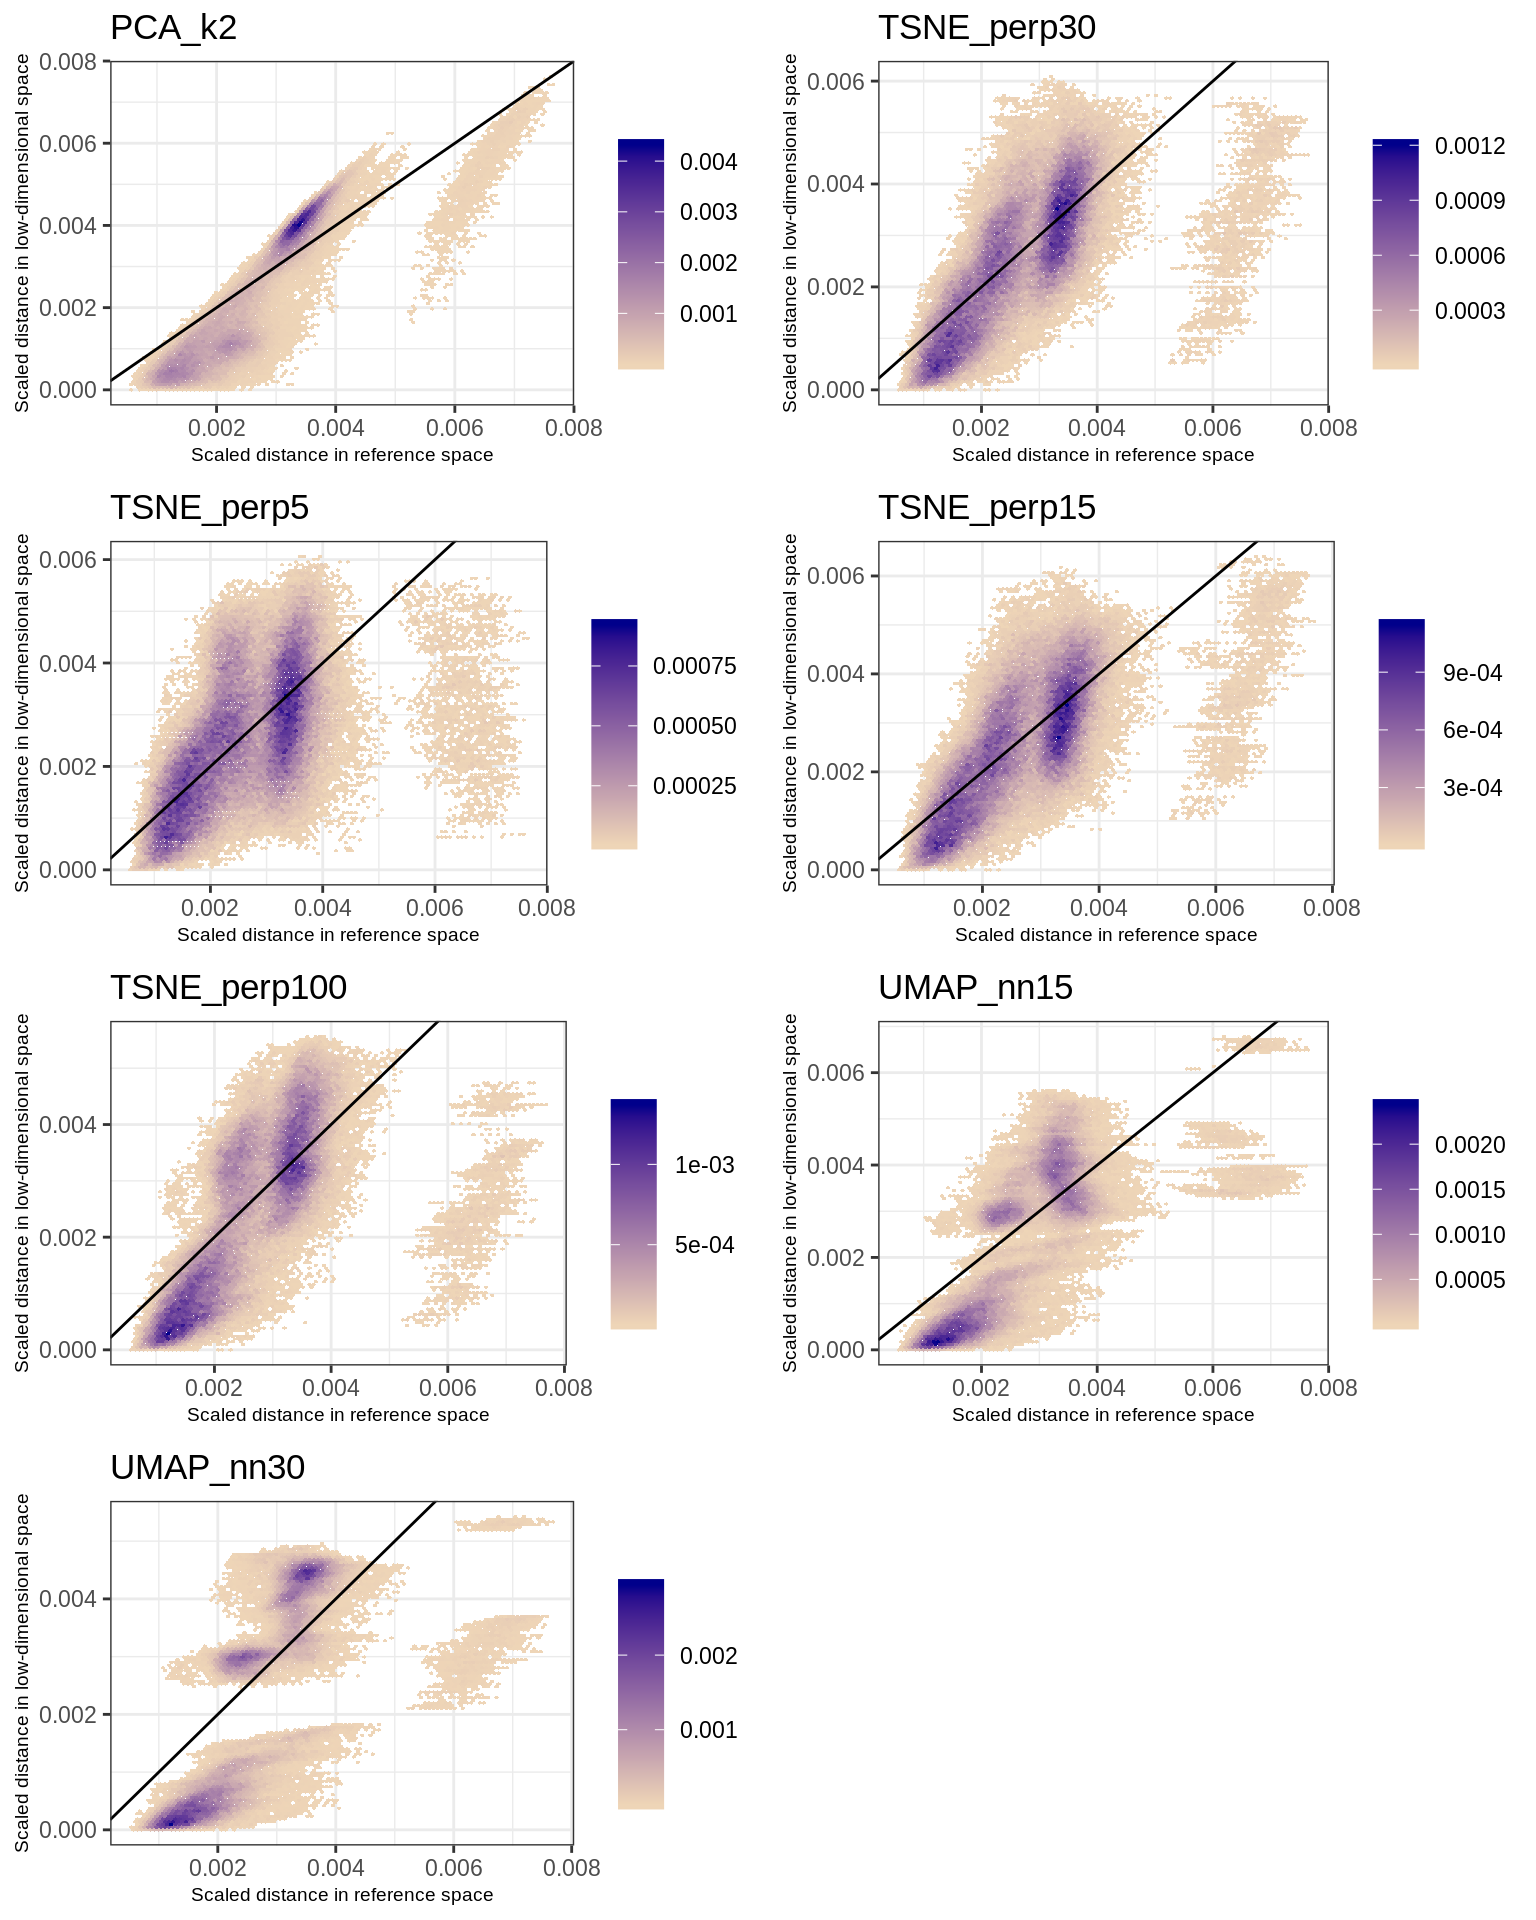 PCA_k2
Scaled distance in low-dimensional space
0.008
0.006
0.004
0.002
0.000
0.002 0.004 0.006 0.008
Scaled distance in reference space
0.004
0.003
0.002
0.001
TSNE_perp30
Scaled distance in low-dimensional space
0.006
0.004
0.002
0.000
0.002 0.004 0.006 0.008
Scaled distance in reference space
0.0012
0.0009
0.0006
0.0003
TSNE_perp5
Scaled distance in low-dimensional space
0.006
0.004
0.002
0.000
0.002 0.004 0.006 0.008
Scaled distance in reference space
0.00075
0.00050
0.00025
TSNE_perp15
Scaled distance in low-dimensional space
0.006
0.004
0.002
0.000
0.002 0.004 0.006 0.008
Scaled distance in reference space
9e-04
6e-04
3e-04
TSNE_perp100
Scaled distance in low-dimensional space
0.004
0.002
0.000
0.002 0.004 0.006 0.008
Scaled distance in reference space
1e-03
5e-04
UMAP_nn15
Scaled distance in low-dimensional space
0.006
0.004
0.002
0.000
0.002 0.004 0.006 0.008
Scaled distance in reference space
0.0020
0.0015
0.0010
0.0005
UMAP_nn30
Scaled distance in low-dimensional space
0.004
0.002
0.000
0.002 0.004 0.006 0.008
Scaled distance in reference space
0.002
0.001